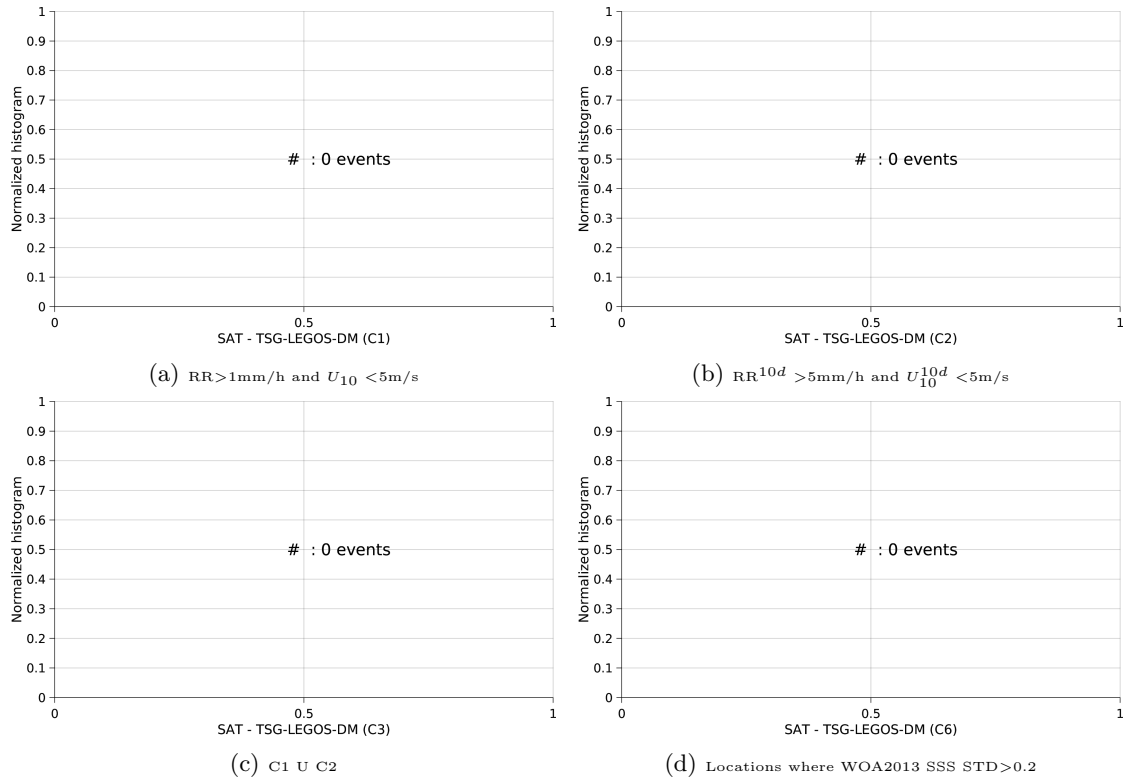 1
0.9
0.8
0.7
0.6
0.5
0.4
0.3
0.2
0.1
0
Normalized histogram
# : 0 events
0 0.5 1
SAT - TSG-LEGOS-DM (C1)
(a) RR>1mm/h and U10 <5m/s
1
0.9
0.8
0.7
0.6
0.5
0.4
0.3
0.2
0.1
0
Normalized histogram
# : 0 events
0 0.5 1
SAT - TSG-LEGOS-DM (C2)
(b) RR10d >5mm/h and U10d10 <5m/s
1
0.9
0.8
0.7
0.6
0.5
0.4
0.3
0.2
0.1
0
Normalized histogram
# : 0 events
0 0.5 1
SAT - TSG-LEGOS-DM (C3)
(c) C1 U C2
1
0.9
0.8
0.7
0.6
0.5
0.4
0.3
0.2
0.1
0
Normalized histogram
# : 0 events
0 0.5 1
SAT - TSG-LEGOS-DM (C6)
(d) Locations where WOA2013 SSS STD>0.2